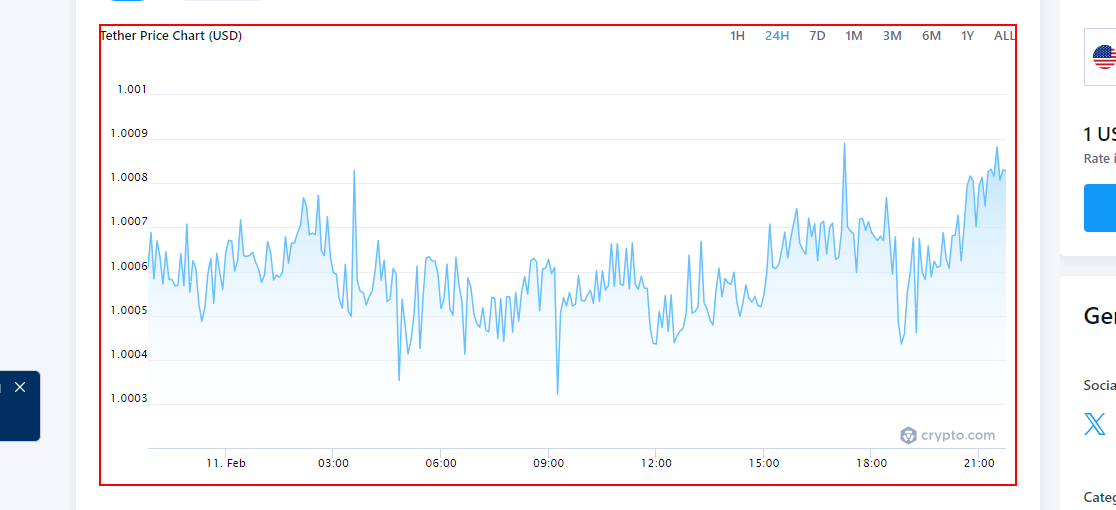 Tether Price Chart (USD)
1H 24H 7D 1M 3M 6M 1Y ALL
1.001
1.0009
1.0008
1.0007
1.0006
1.0005
1.0004
1.0003
crypto.com
11. Feb 03:00 06:00 09:00 12:00 15:00 18:00 21:00
1 US
Rate i
Ger
Socia
Categ